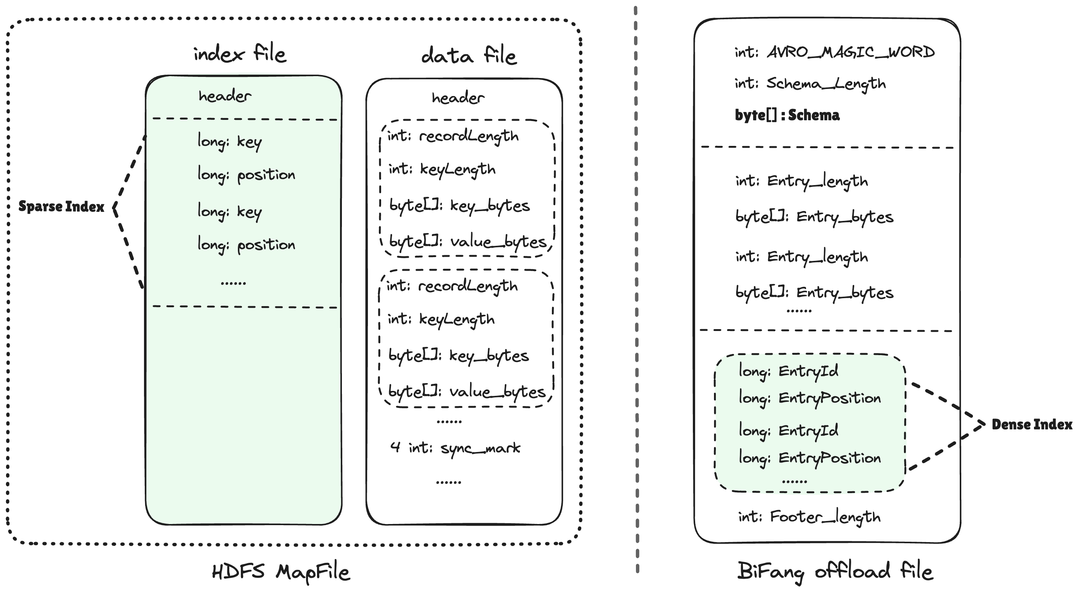 index file
header
long: key
long: position
long: key
long: position
......
Sparse Index
data file
header
int: recordLength
int: keyLength
byte[]: key_bytes
byte[]: value_bytes
int: recordLength
int: keyLength
byte[]: key_bytes
byte[]: value_bytes
......
4 int: sync_mark
......
HDFS MapFile
int: AVRO_MAGIC_WORD
int: Schema_Length
byte[] : Schema
int: Entry_length
byte[]: Entry_bytes
int: Entry_length
byte[]: Entry_bytes
......
long: EntryId
long: EntryPosition
long: EntryId
long: EntryPosition
......
Dense Index
int: Footer_length
BiFang offload file